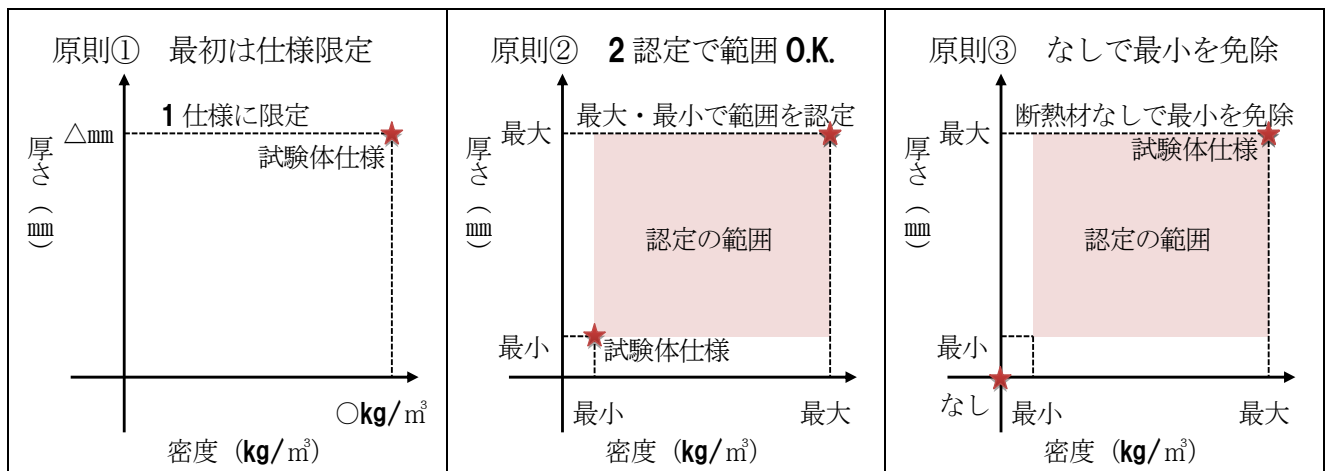 原則① 最初は仕様限定
1仕様に限定
△㎜
試験体仕様
厚さ(㎜)
○kg/㎥
密度(kg/㎥)
原則② 2認定で範囲O.K.
最大・最小で範囲を認定
最大
厚さ(㎜)
認定の範囲
最小
試験体仕様
最小
最大
密度(kg/㎥)
原則③ なしで最小を免除
断熱材なしで最小を免除
最大
試験体仕様
厚さ(㎜)
認定の範囲
最小
なし
最小
最大
密度(kg/㎥)